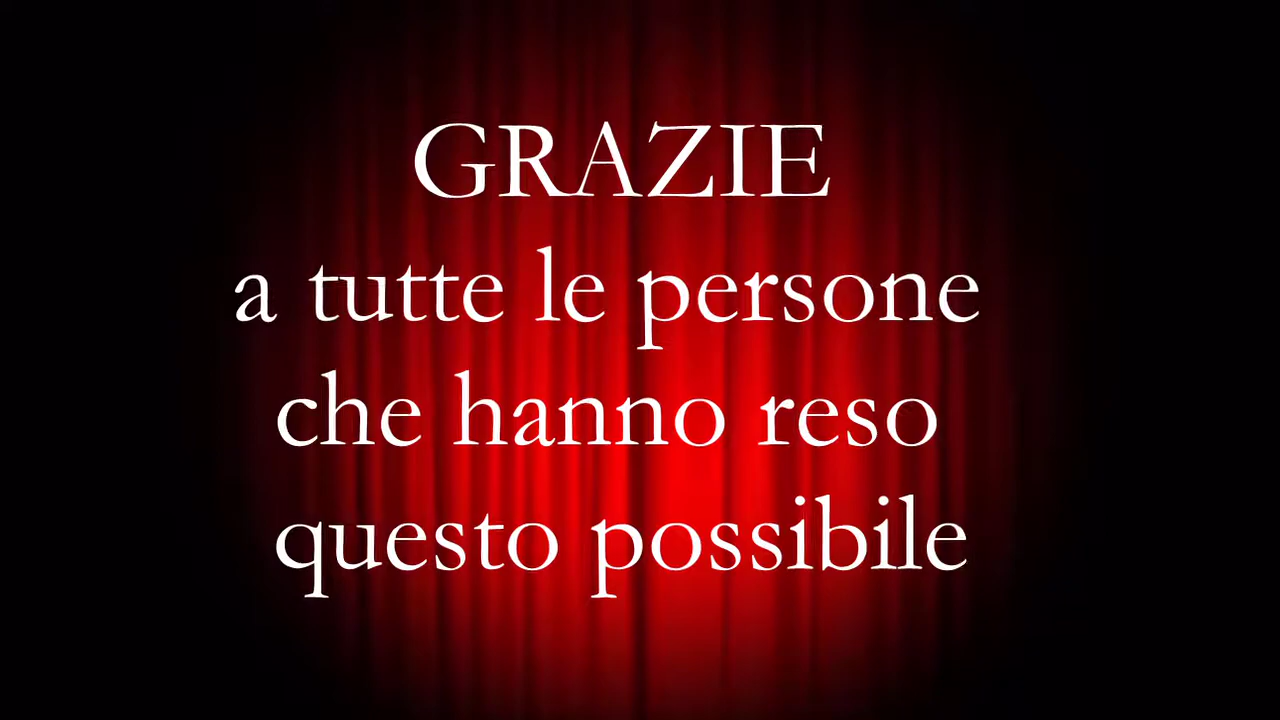 GRAZIE
a tutte le persone
che hanno reso
questo possibile